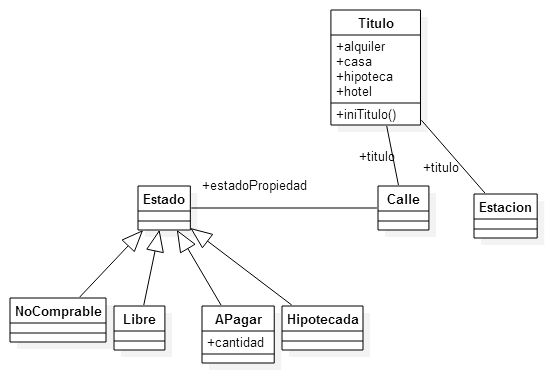 Titulo
+alquiler
+casa
+hipoteca
+hotel
+iniTitulo()
+titulo
+titulo
+estadoPropiedad
Estado
Calle
Estacion
NoComprable
Libre
APagar
+cantidad
Hipotecada